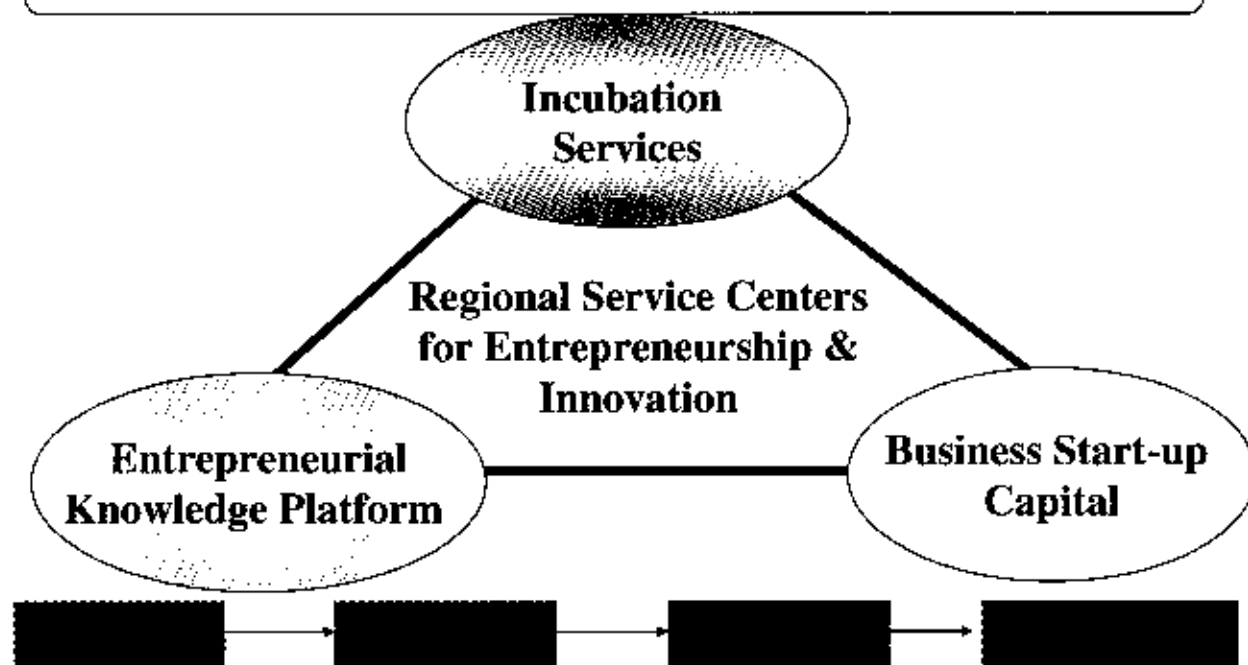 Incubation
Services
Regional Service Centers
for Entrepreneurship &
Innovation
Entrepreneurial
Knowledge Platform
Business Start-up
Capital